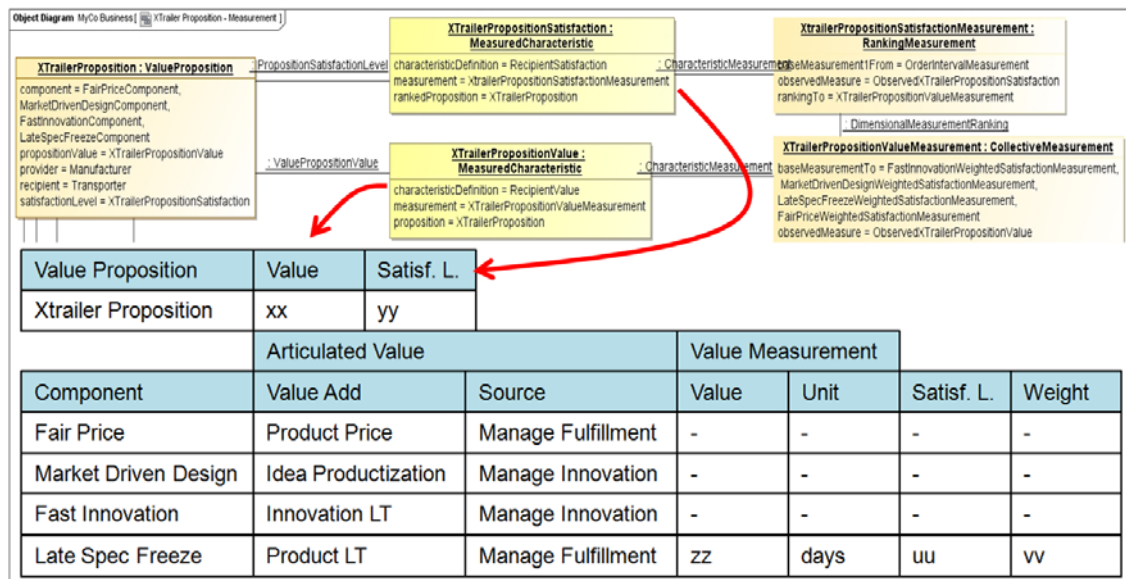 Object Diagram MyCo Business[ XTrailer Proposition - Measurement ]
XTrailerProposition : ValueProposition
component = FairPriceComponent,
MarketDrivenDesignComponent,
FastInnovationComponent,
LateSpecFreezeComponent
propositionValue = XTrailerPropositionValue
provider = Manufacturer
recipient = Transporter
satisfactionLevel = XTrailerPropositionSatisfaction
: PropositionSatisfactionLevel
: ValuePropositionValue
XTrailerPropositionSatisfaction :
MeasuredCharacteristic
characteristicDefinition = RecipientSatisfaction
measurement = XtrailerPropositionSatisfactionMeasurement
rankedProposition = XTrailerProposition
XTrailerPropositionValue :
MeasuredCharacteristic
characteristicDefinition = RecipientValue
measurement = XTrailerPropositionValueMeasurement
proposition = XTrailerProposition
: CharacteristicMeasurement
: CharacteristicMeasurement
XtrailerPropositionSatisfactionMeasurement :
RankingMeasurement
baseMeasurement1From = OrderIntervalMeasurement
observedMeasure = ObservedXTrailerPropositionSatisfaction
rankingTo = XTrailerPropositionValueMeasurement
: DimensionalMeasurementRanking
XTrailerPropositionValueMeasurement : CollectiveMeasurement
baseMeasurementTo = FastInnovationWeightedSatisfactionMeasurement,
MarketDrivenDesignWeightedSatisfactionMeasurement,
LateSpecFreezeWeightedSatisfactionMeasurement,
FairPriceWeightedSatisfactionMeasurement
observedMeasure = ObservedXTrailerPropositionValue
Value Proposition Value Satisf. L.
Xtrailer Proposition xx yy
Articulated Value Value Measurement
Component Value Add Source Value Unit Satisf. L. Weight
Fair Price Product Price Manage Fulfillment - - - -
Market Driven Design Idea Productization Manage Innovation - - - -
Fast Innovation Innovation LT Manage Innovation - - - -
Late Spec Freeze Product LT Manage Fulfillment zz days uu vv